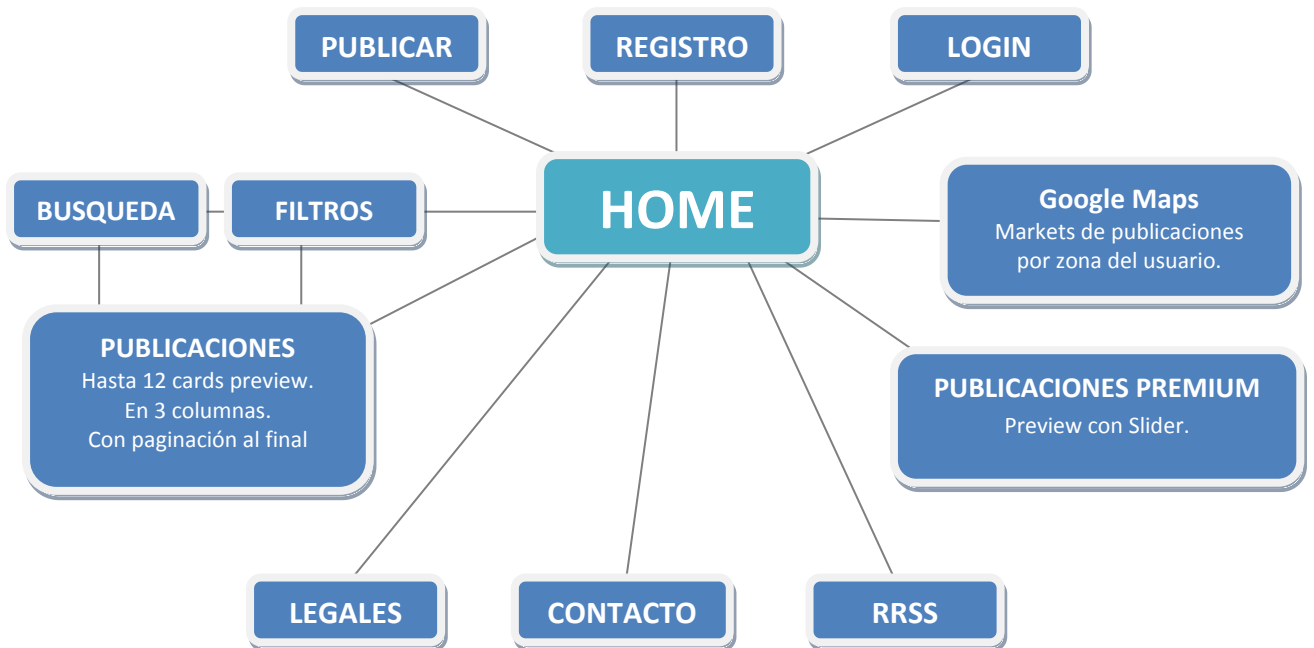 PUBLICAR
REGISTRO
LOGIN
BUSQUEDA
FILTROS
HOME
Google Maps
Markets de publicaciones
por zona del usuario.
PUBLICACIONES
Hasta 12 cards preview.
En 3 columnas.
Con paginación al final
PUBLICACIONES PREMIUM
Preview con Slider.
LEGALES
CONTACTO
RRSS